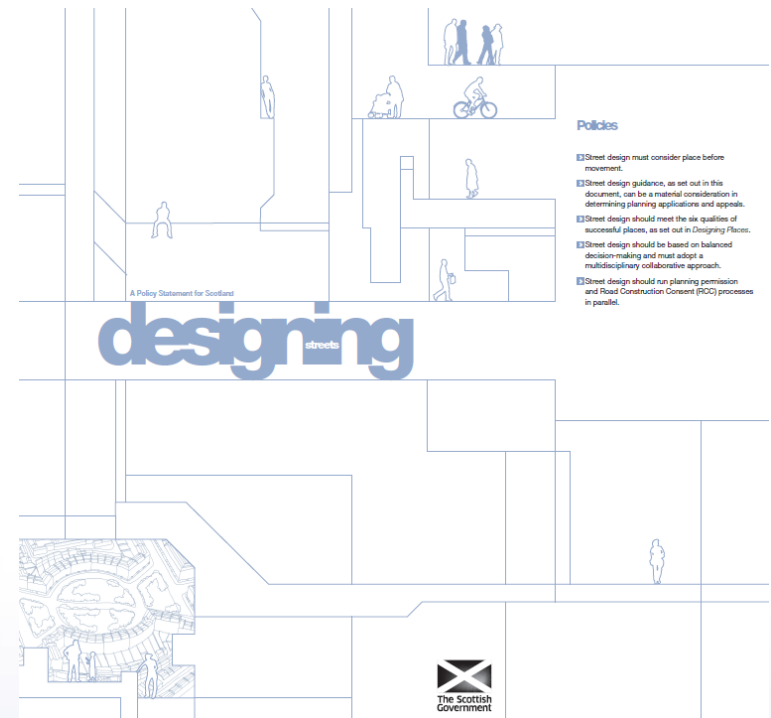 Policies
Street design must consider place before
movement.
Street design guidance, as set out in this
document, can be a material consideration in
determining planning applications and appeals.
Street design should meet the six qualities of
successful places, as set out in Designing Places.
Street design should be based on balanced
decision-making and must adopt a
multidisciplinary collaborative approach.
Street design should run planning permission
and Road Construction Consent (RCC) processes
in parallel.
A Policy Statement for Scotland
designing
streets
The Scottish
Government